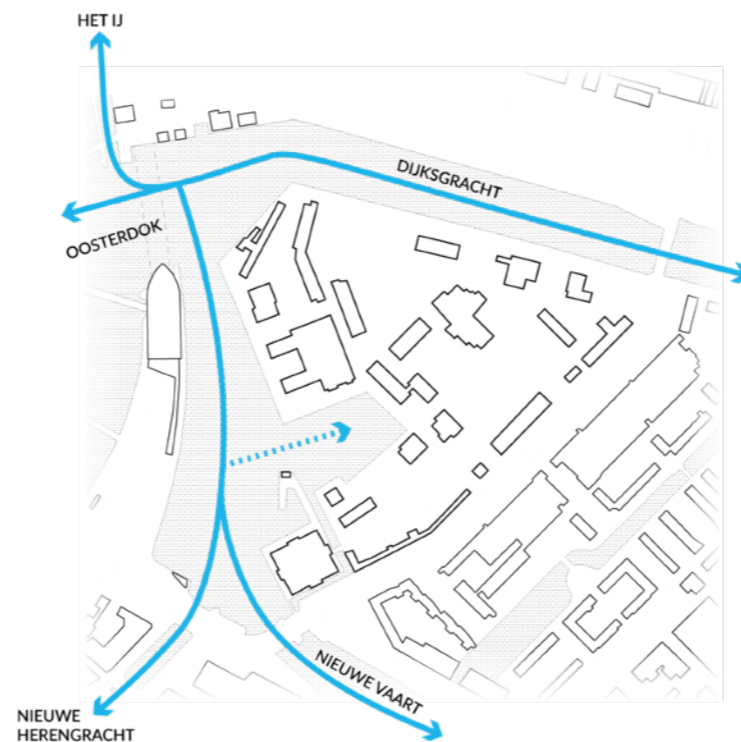 HET IJ
DIJKSGRACHT
OOSTERDOK
NIEUWE VAART
NIEUWE
HERENGRACHT